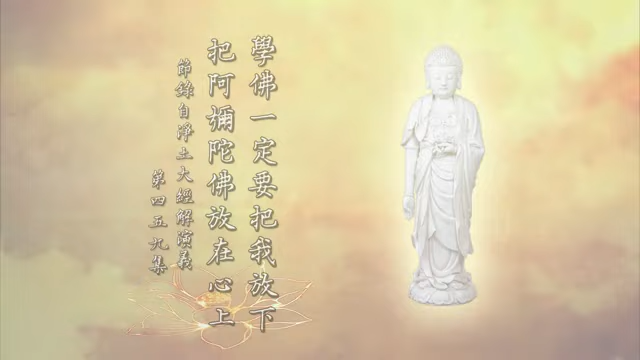 學佛一定要把我放下
把阿彌陀佛放在心上
節錄自淨土大經解演義
第四五九集